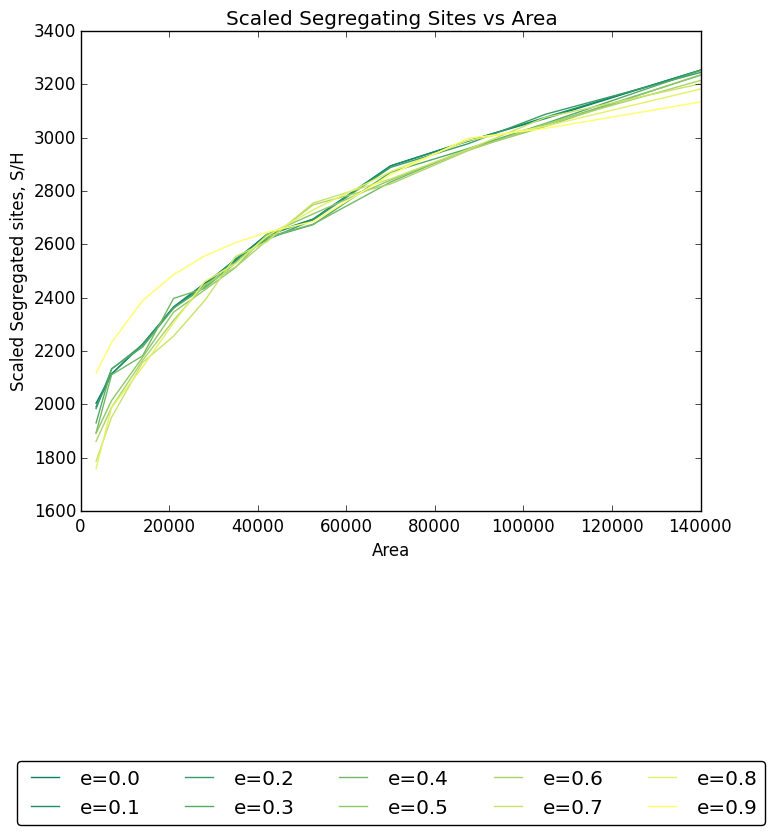 Scaled Segregating Sites vs Area
3400
3200
3000
2800
2600
2400
2200
2000
1800
1600
Scaled Segregated sites, S/H
0 20000 40000 60000 80000 100000 120000 140000
Area
e=0.0 e=0.2 e=0.4 e=0.6 e=0.8
e=0.1 e=0.3 e=0.5 e=0.7 e=0.9